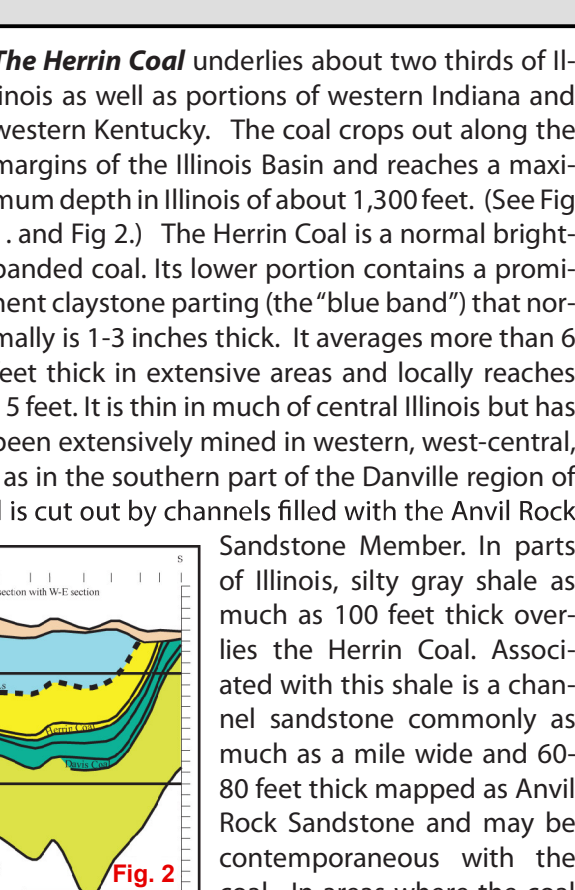 The Herrin Coal underlies about two thirds of Il-
inois as well as portions of western Indiana and
western Kentucky. The coal crops out along the
margins of the Illinois Basin and reaches a maxi-
mum depth in Illinois of about 1,300 feet. (See Fig
. and Fig 2.) The Herrin Coal is a normal bright-
banded coal. Its lower portion contains a promi-
nent claystone parting (the "blue band") that nor-
mally is 1-3 inches thick. It averages more than 6
feet thick in extensive areas and locally reaches
5 feet. It is thin in much of central Illinois but has
been extensively mined in western, west-central,
as in the southern part of the Danville region of
l is cut out by channels filled with the Anvil Rock
Sandstone Member. In parts
of Illinois, silty gray shale as
much as 100 feet thick over-
lies the Herrin Coal. Associ-
ated with this shale is a chan-
nel sandstone commonly as
much as a mile wide and 60-
80 feet thick mapped as Anvil
Rock Sandstone and may be
contemporaneous with the
coal. In areas where the coal
S
section with W-E section
Herrin Coal
Davis Coal
Fig. 2